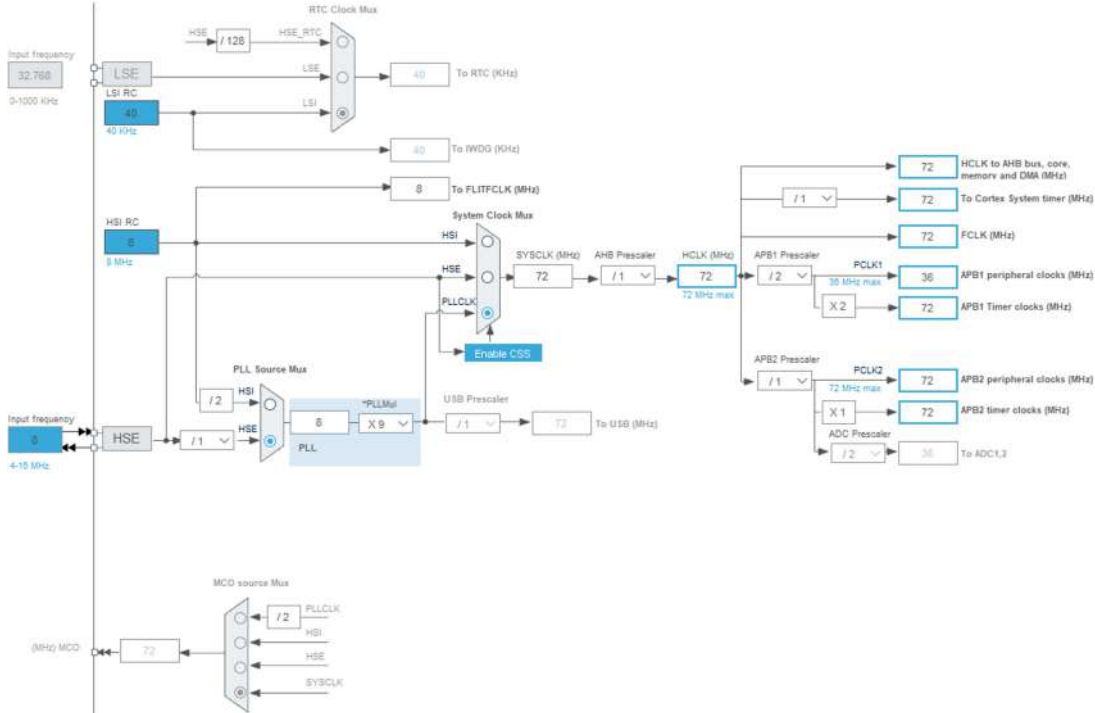 RTC Clock Mux
HSE
/ 128
HSE_RTC
Input frequency
32.768
0-1000 KHz
LSE
LSE
40
To RTC (KHz)
LSI RC
40
40 KHz
LSI
40
To IWDG (KHz)
8
To FLITFCLK (MHz)
System Clock Mux
HSI RC
8
8 MHz
HSI
HSE
PLLCLK
SYSCLK (MHz)
72
AHB Prescaler
/ 1
HCLK (MHz)
72
72 MHz max
Enable CSS
72
HCLK to AHB bus, core,
memory and DMA (MHz)
/ 1
72
To Cortex System timer (MHz)
72
FCLK (MHz)
APB1 Prescaler
/ 2
PCLK1
36 MHz max
36
APB1 peripheral clocks (MHz)
X 2
72
APB1 Timer clocks (MHz)
APB2 Prescaler
/ 1
PCLK2
72 MHz max
72
APB2 peripheral clocks (MHz)
X 1
72
APB2 timer clocks (MHz)
ADC Prescaler
/ 2
36
To ADC1,2
PLL Source Mux
/ 2
HSI
Input frequency
8
4-16 MHz
HSE
/ 1
HSE
8
*PLLMul
X 9
PLL
USB Prescaler
/ 1
72
To USB (MHz)
MCO source Mux
/ 2
PLLCLK
HSI
HSE
SYSCLK
(MHz) MCO
72